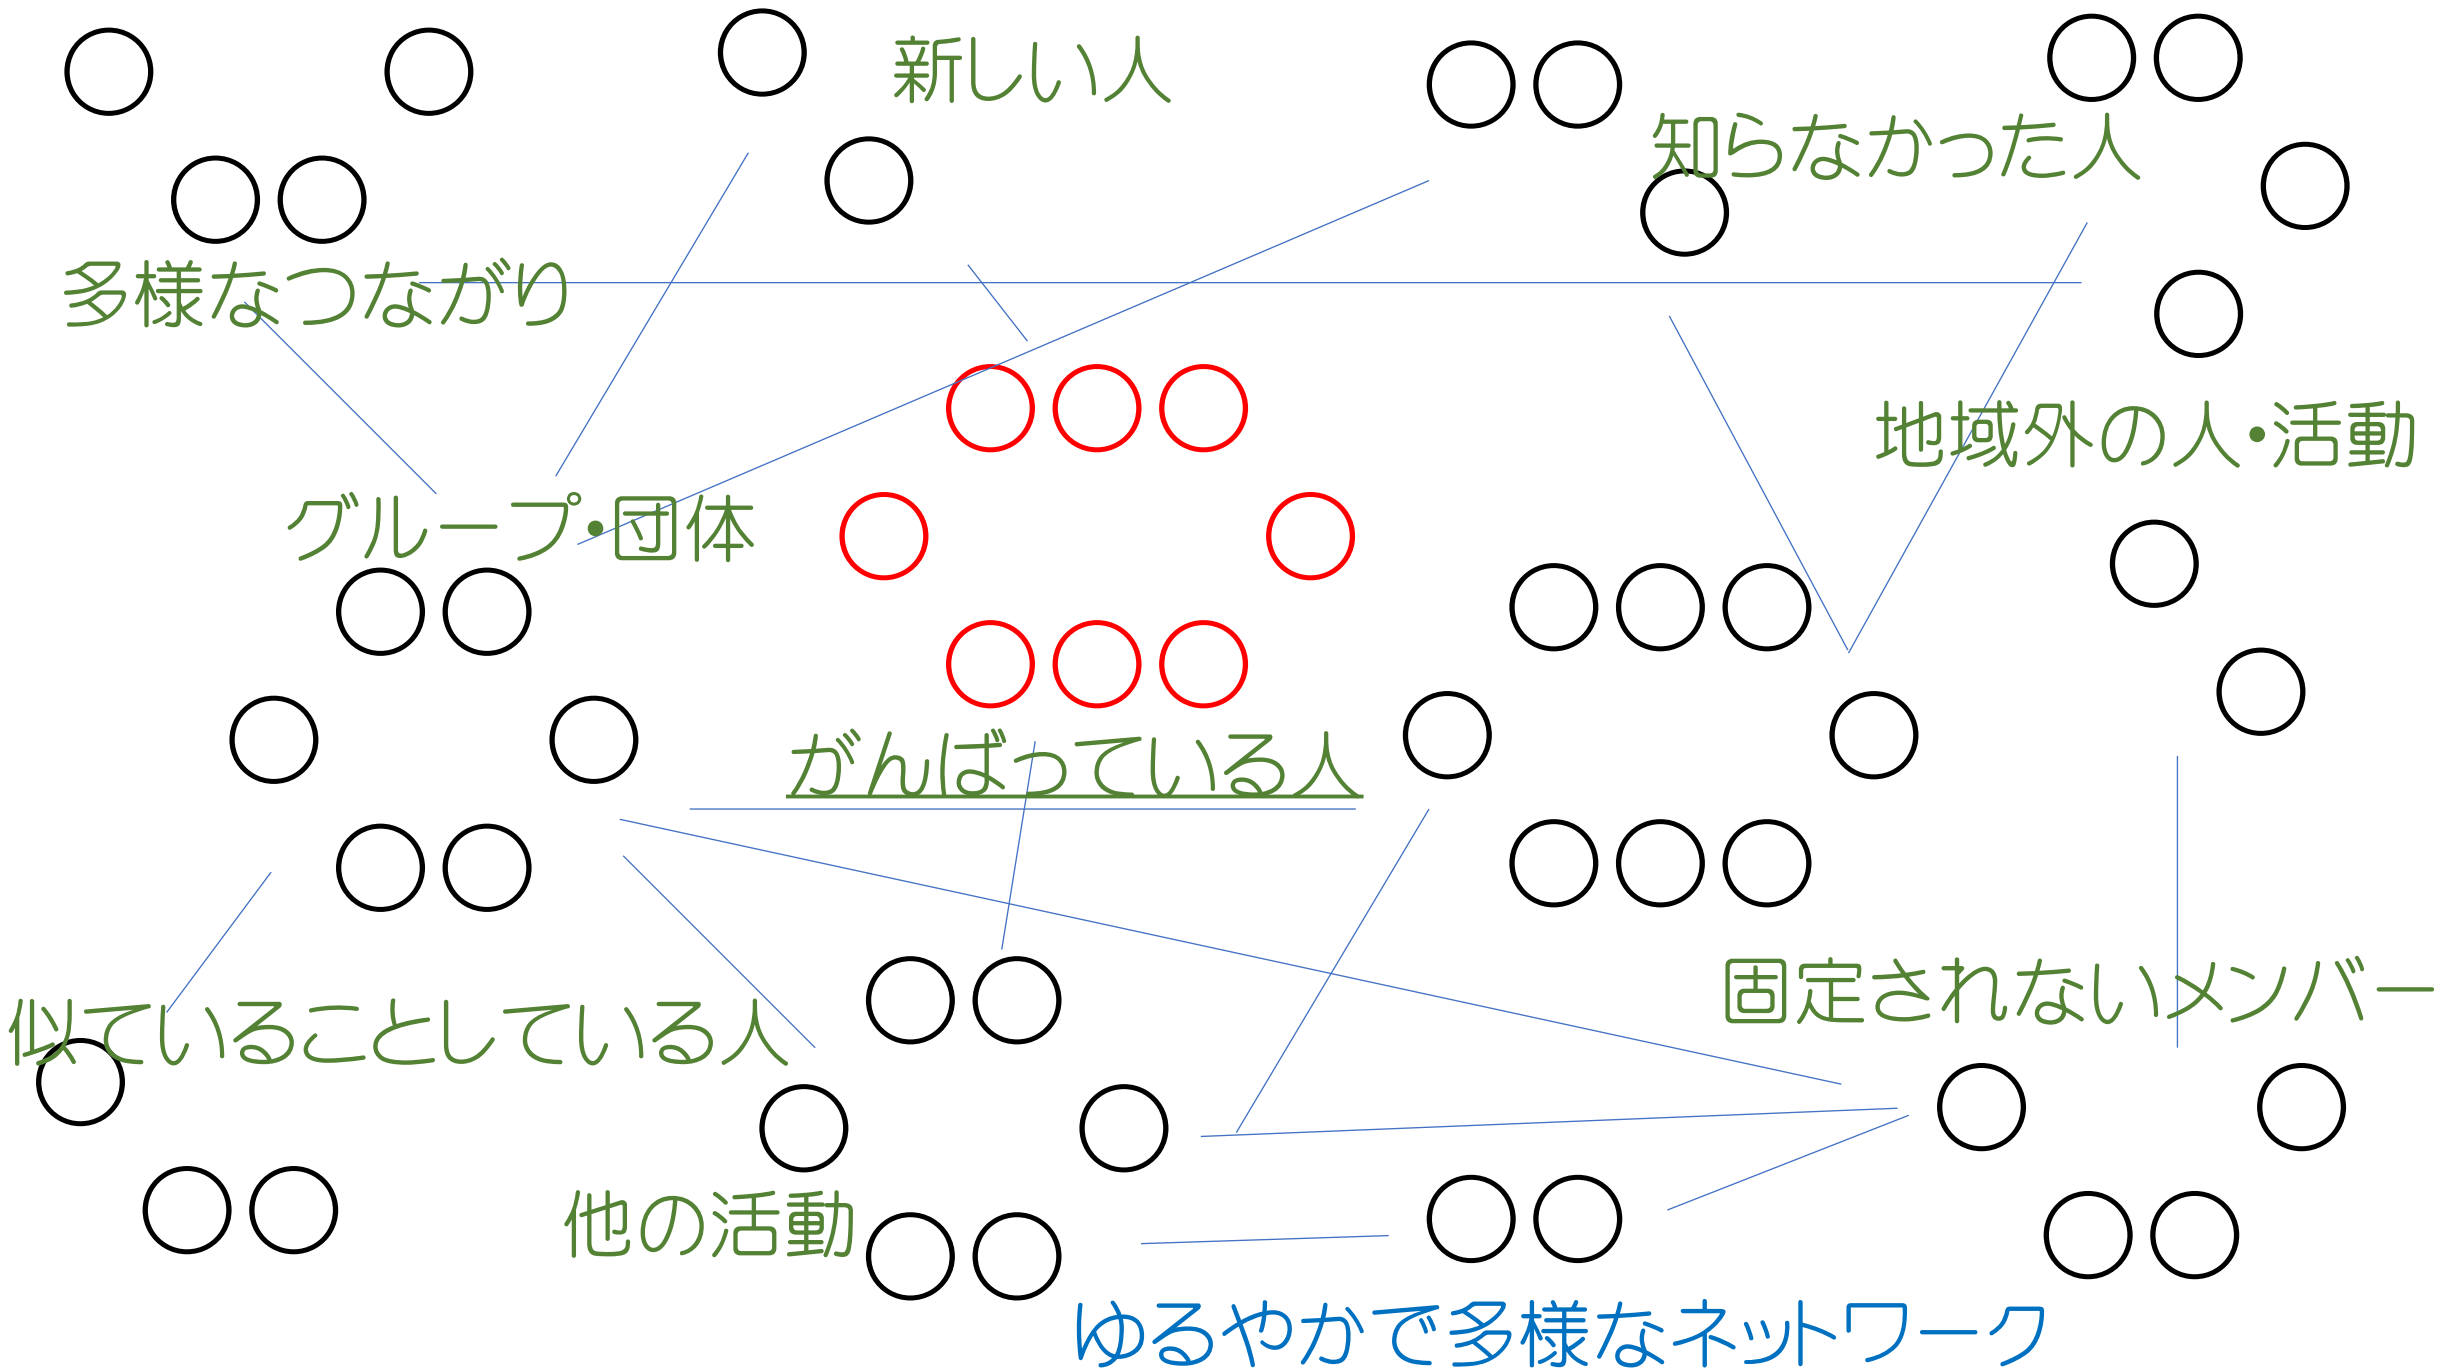 新しい人
知らなかった人
多様なつながり
地域外の人・活動
グループ・団体
がんばっている人
固定されないメンバー
似ていることしている人
他の活動
ゆるやかで多様なネットワーク